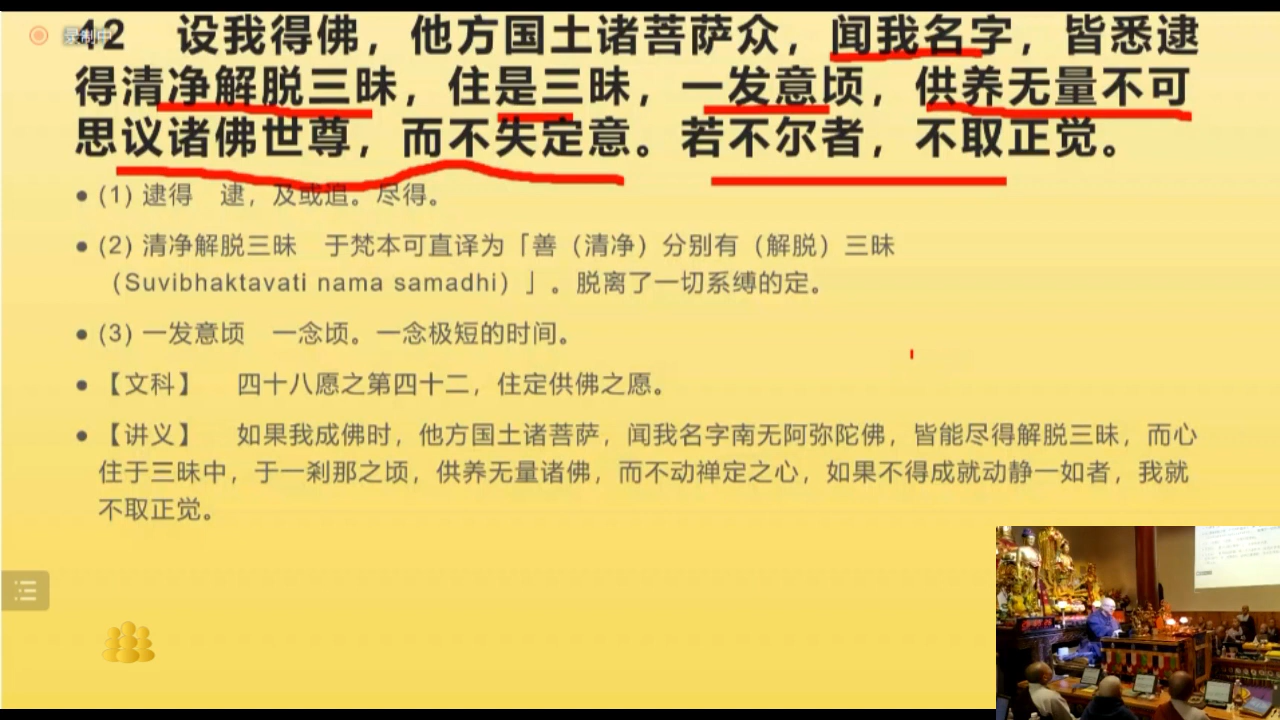 录制中
42 设我得佛，他方国土诸菩萨众，闻我名字，皆悉逮
得清净解脱三昧，住是三昧，一发意顷，供养无量不可
思议诸佛世尊，而不失定意。若不尔者，不取正觉。
(1) 逮得 逮，及或追。尽得。
(2) 清净解脱三昧 于梵本可直译为「善（清净）分别有（解脱）三昧
（Suvibhaktavati nama samadhi）」。脱离了一切系缚的定。
(3) 一发意顷 一念顷。一念极短的时间。
【文科】 四十八愿之第四十二，住定供佛之愿。
【讲义】 如果我成佛时，他方国土诸菩萨，闻我名字南无阿弥陀佛，皆能尽得解脱三昧，而心
住于三昧中，于一剎那之顷，供养无量诸佛，而不动禅定之心，如果不得成就动静一如者，我就
不取正觉。